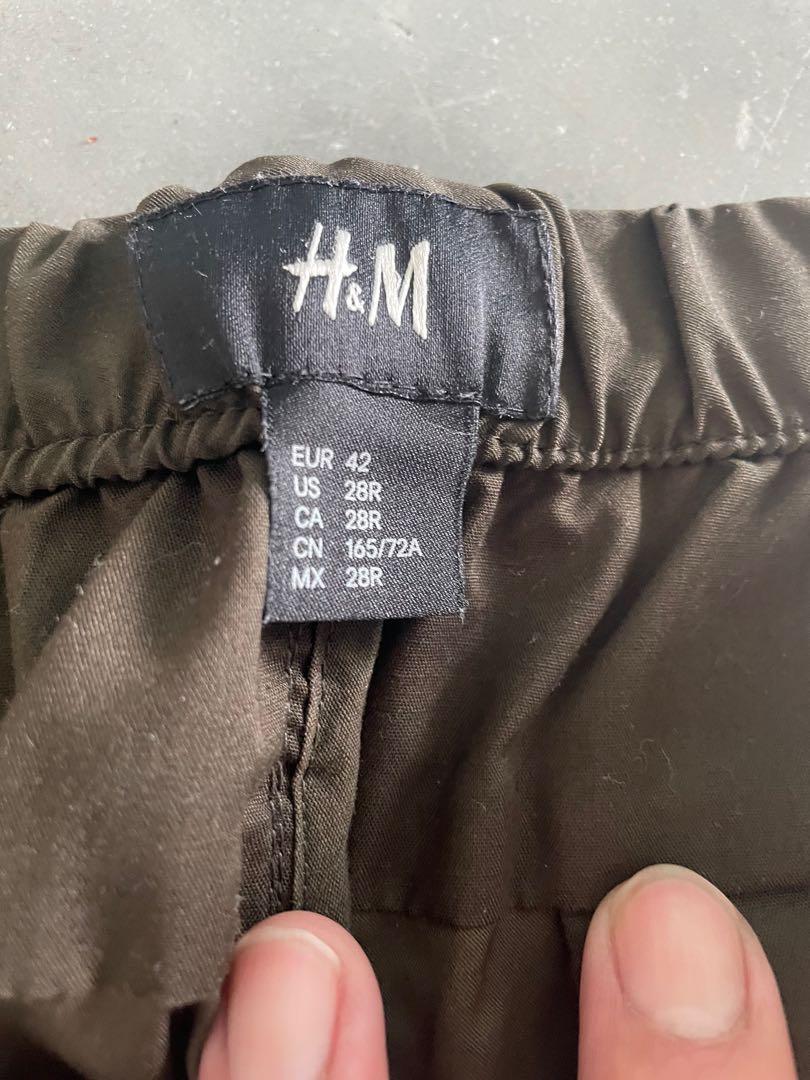 H&M
EUR 42
US 28R
CA 28R
CN 165/72A
MX 28R